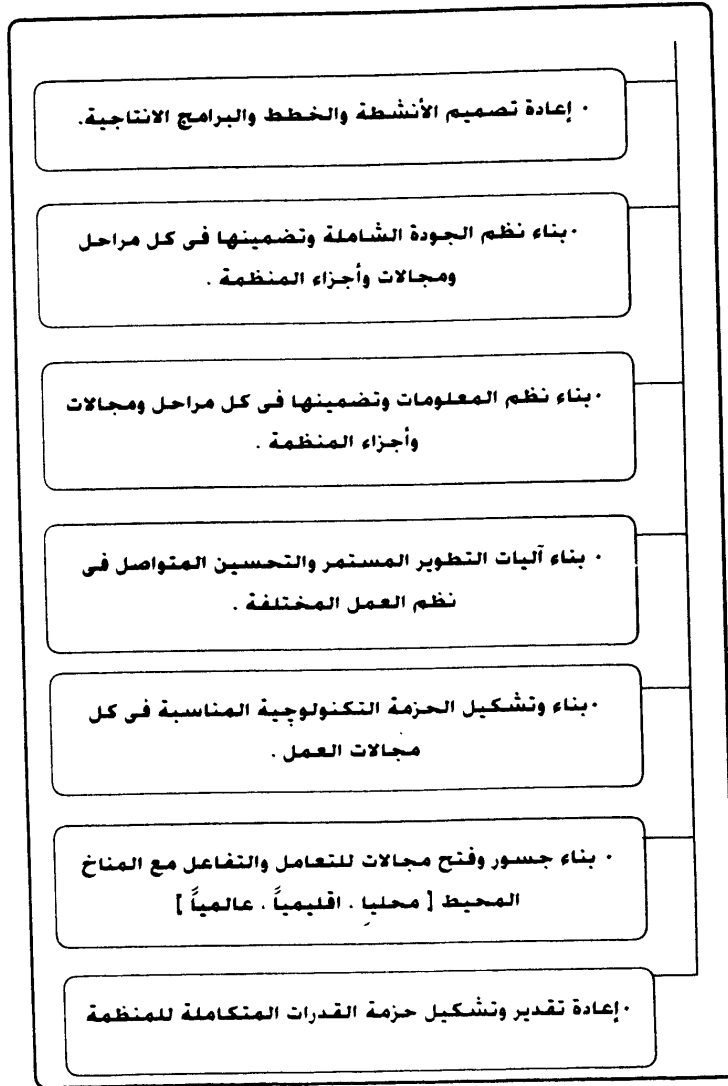 · إعادة تصميم الأنشطة والخطط والبرامج الانتاجية.
·بناء نظم الجودة الشاملة وتضمينها فى كل مراحل
ومجالات وأجزاء المنظمة .
·بناء نظم المعلومات وتضمينها فى كل مراحل ومجالات
وأجزاء المنظمة .
· بناء آليات التطوير المستمر والتحسين المتواصل فى
نظم العمل المختلفة .
·بناء وتشكيل الحزمة التكنولوچية المناسبة فى كل
مجالات العمل .
· بناء جسور وفتح مجالات للتعامل والتفاعل مع المناخ
المحيط [ محليا . اقليمياً . عالمياً ]
·إعادة تقدير وتشكيل حزمة القدرات المتكاملة للمنظمة